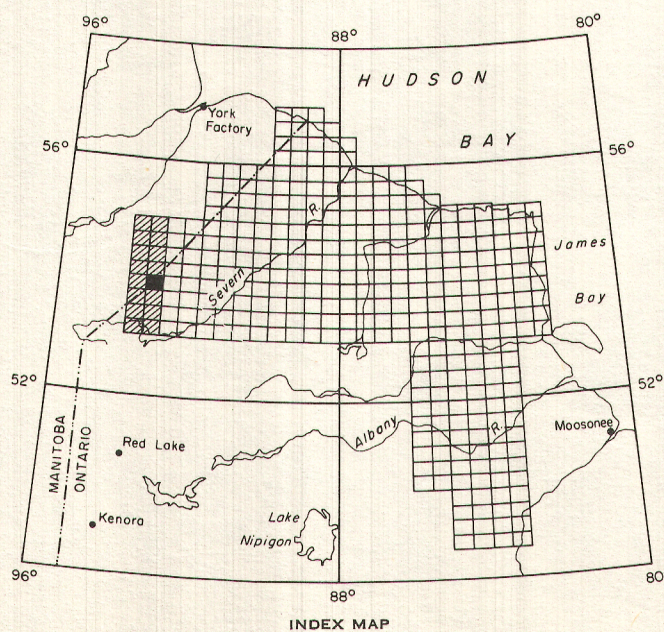 96°
88°
80°
HUDSON
BAY
York
Factory
56°
56°
R.
Severn
James
Bay
52°
52°
MANITOBA
ONTARIO
Albany
R.
Moosonee
Red Lake
Kenora
Lake
Nipigon
96°
88°
80
INDEX MAP